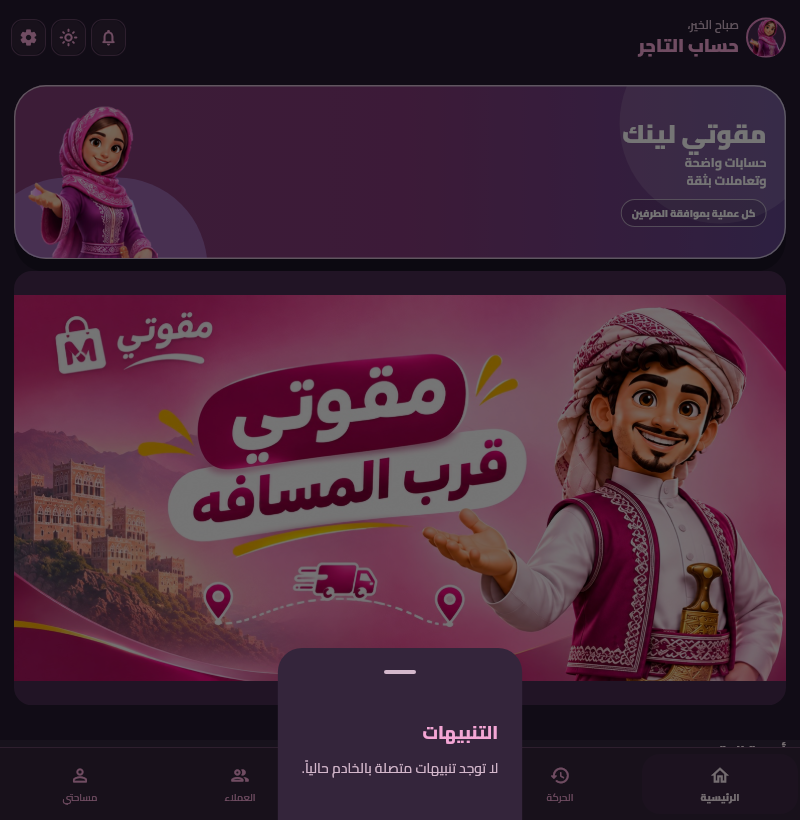 صباح الخير،
حساب التاجر
مقوتي لينك
حسابات واضحة
وتعاملات بثقة
كل عملية بموافقة الطرفين
مقوتي
مقوتي
قرب المسافه
التنبيهات
لا توجد تنبيهات متصلة بالخادم حالياً.
الرئيسية
الحركة
العملاء
مساحتي